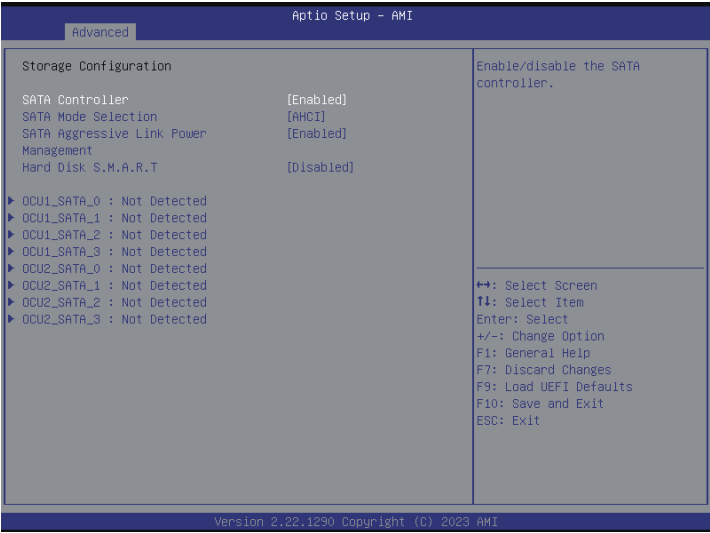 Aptio Setup – AMI
Advanced
Storage Configuration
SATA Controller [Enabled]
SATA Mode Selection [AHCI]
SATA Aggressive Link Power [Enabled]
Management
Hard Disk S.M.A.R.T [Disabled]
OCU1_SATA_0 : Not Detected
OCU1_SATA_1 : Not Detected
OCU1_SATA_2 : Not Detected
OCU1_SATA_3 : Not Detected
OCU2_SATA_0 : Not Detected
OCU2_SATA_1 : Not Detected
OCU2_SATA_2 : Not Detected
OCU2_SATA_3 : Not Detected
Enable/disable the SATA
controller.
↔: Select Screen
↑↓: Select Item
Enter: Select
+/-: Change Option
F1: General Help
F7: Discard Changes
F9: Load UEFI Defaults
F10: Save and Exit
ESC: Exit
Version 2.22.1290 Copyright (C) 2023 AMI